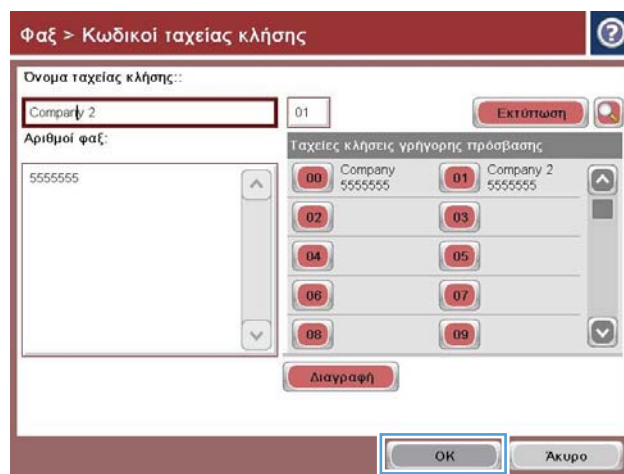 Φαξ > Κωδικοί ταχείας κλήσης
?
Όνομα ταχείας κλήσης::
Company 2
01
Εκτύπωση
Αριθμοί φαξ:
5555555
Ταχείες κλήσεις γρήγορης πρόσβασης
00 Company 5555555
01 Company 2 5555555
02
03
04
05
06
07
08
09
Διαγραφή
OK
Άκυρο